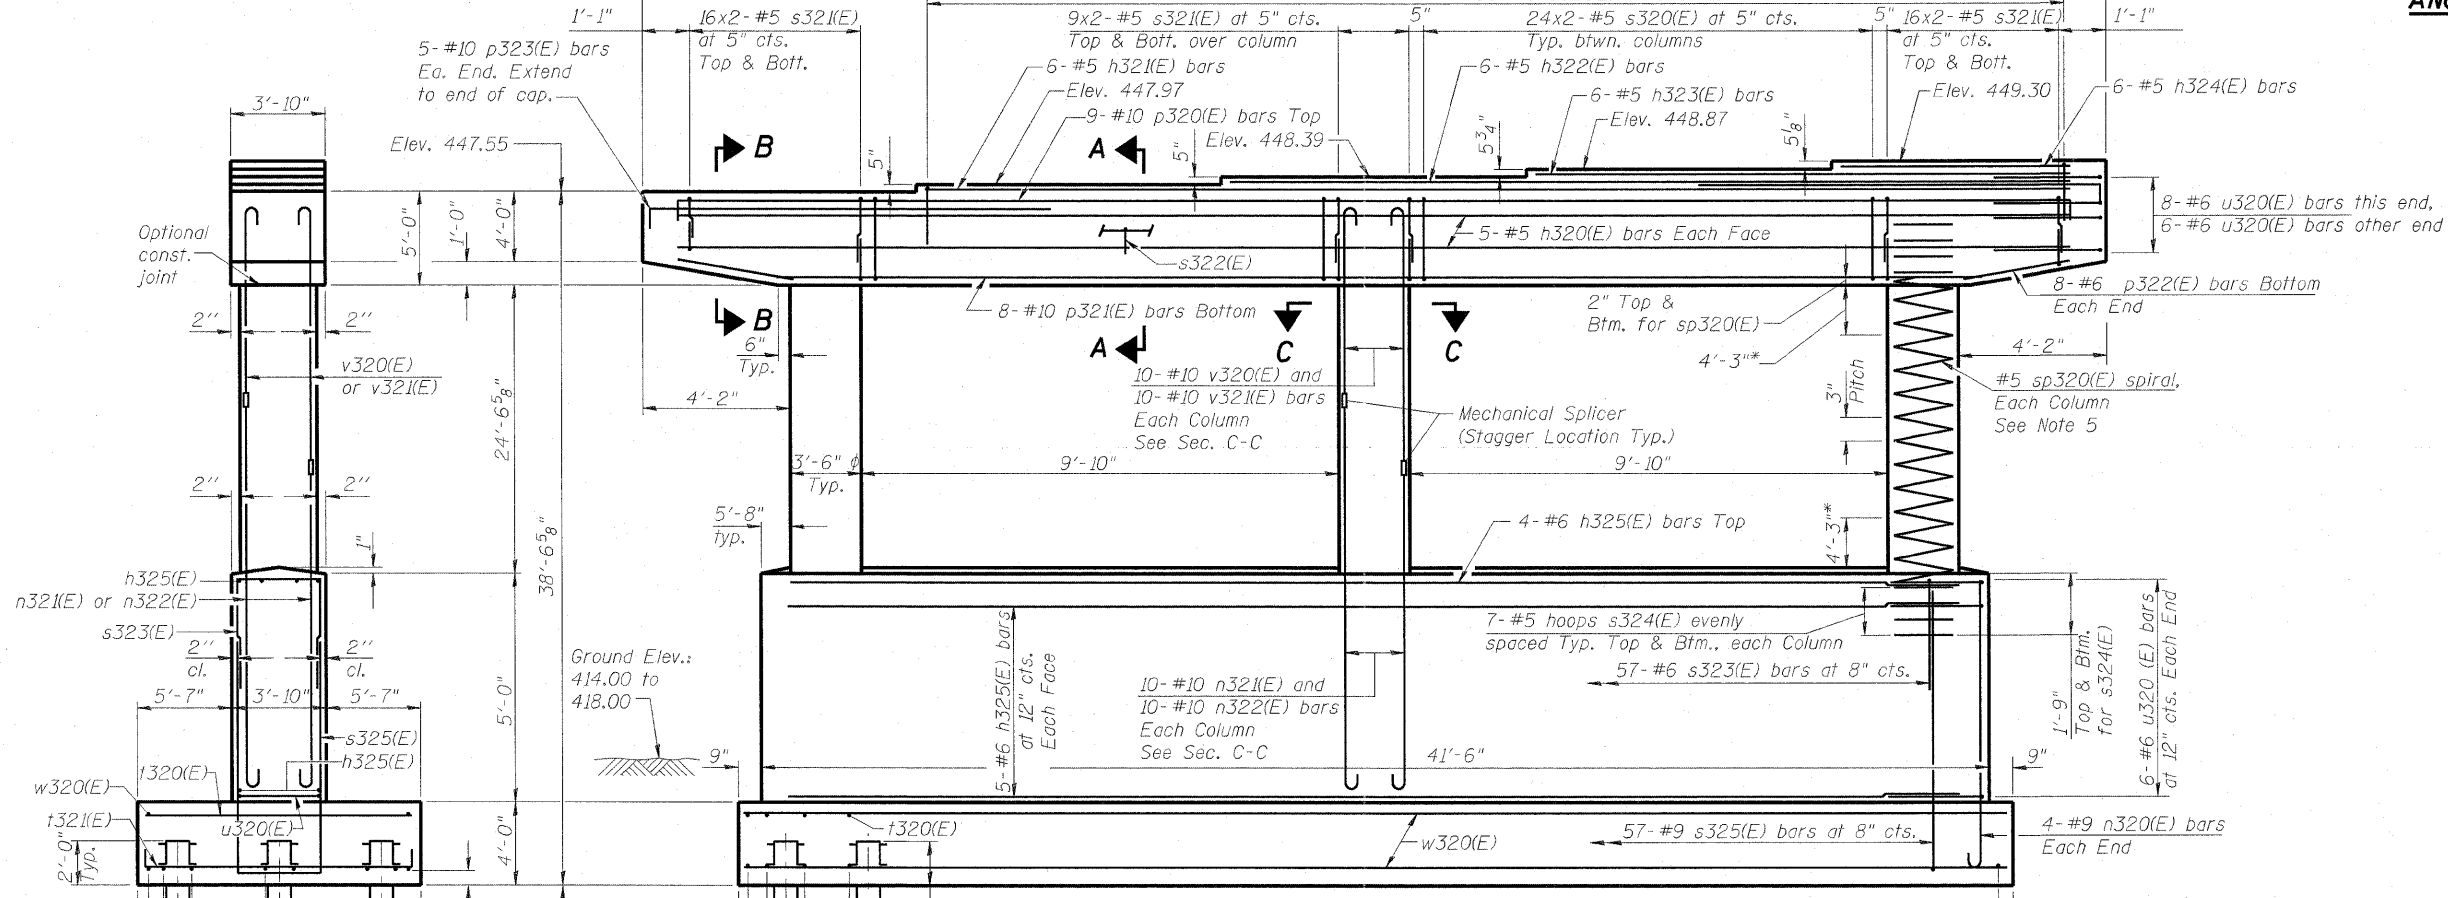 1'-1"
16x2-#5 s321(E)
at 5" cts.
Top & Bott.
9x2-#5 s321(E) at 5" cts.
Top & Bott. over column
5"
24x2-#5 s320(E) at 5" cts.
Typ. btwn. columns
5"
16x2-#5 s321(E)
at 5" cts.
Top & Bott.
1'-1"
5-#10 p323(E) bars
Ea. End. Extend
to end of cap.
6-#5 h321(E) bars
Elev. 447.97
9-#10 p320(E) bars Top
Elev. 448.39
6-#5 h322(E) bars
6-#5 h323(E) bars
Elev. 448.87
Elev. 449.30
6-#5 h324(E) bars
3'-10"
Elev. 447.55
B
5"
A
5"
5¾"
5⅛"
Optional
const.
joint
5'-0"
1'-0"
4'-0"
s322(E)
5-#5 h320(E) bars Each Face
8-#6 u320(E) bars this end,
6-#6 u320(E) bars other end
2"
2"
B
6"
Typ.
8-#10 p321(E) bars Bottom
A
C
C
2" Top &
Btm. for sp320(E)
8-#6 p322(E) bars Bottom
Each End
v320(E)
or v321(E)
24'-6⅝"
4'-2"
10-#10 v320(E) and
10-#10 v321(E) bars
Each Column
See Sec. C-C
Mechanical Splicer
(Stagger Location Typ.)
4'-3"*
3"
Pitch
4'-2"
#5 sp320(E) spiral,
Each Column
See Note 5
3'-6" ϕ
Typ.
9'-10"
9'-10"
2"
2"
5'-8"
typ.
4-#6 h325(E) bars Top
4'-3"*
1"
38'-6⅝"
h325(E)
n321(E) or n322(E)
s323(E)
2"
cl.
2"
cl.
5'-7"
3'-10"
5'-7"
5'-0"
Ground Elev.:
414.00 to
418.00
5-#6 h325(E) bars
at 12" cts.
Each Face
10-#10 n321(E) and
10-#10 n322(E) bars
Each Column
See Sec. C-C
7-#5 hoops s324(E) evenly
spaced Typ. Top & Btm., each Column
57-#6 s323(E) bars at 8" cts.
1'-9"
Top & Btm.
for s324(E)
6-#6 u320 (E) bars
at 12" cts. Each End
9"
41'-6"
9"
s325(E)
h325(E)
t320(E)
w320(E)
t321(E)
u320(E)
2'-0"
Typ.
4'-0"
t320(E)
w320(E)
57-#9 s325(E) bars at 8" cts.
4-#9 n320(E) bars
Each End